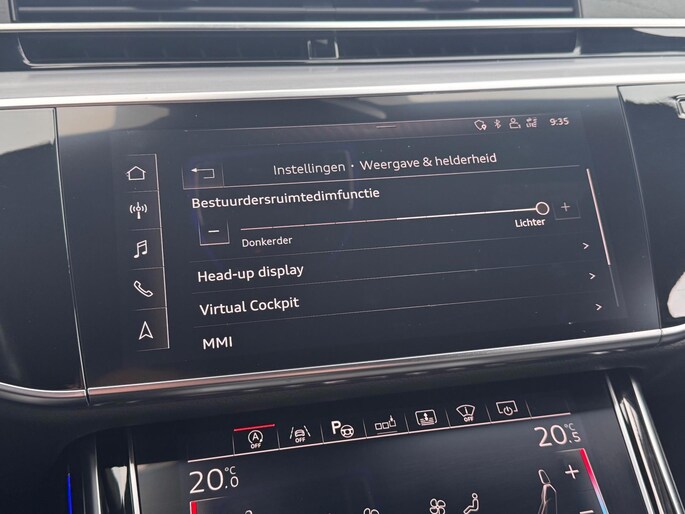 9:35
Instellingen • Weergave & helderheid
Bestuurdersruimtedimfunctie
Donkerder
Lichter
Head-up display
Virtual Cockpit
MMI
A OFF
OFF
P
OFF
20.0 °C
20.5 °C